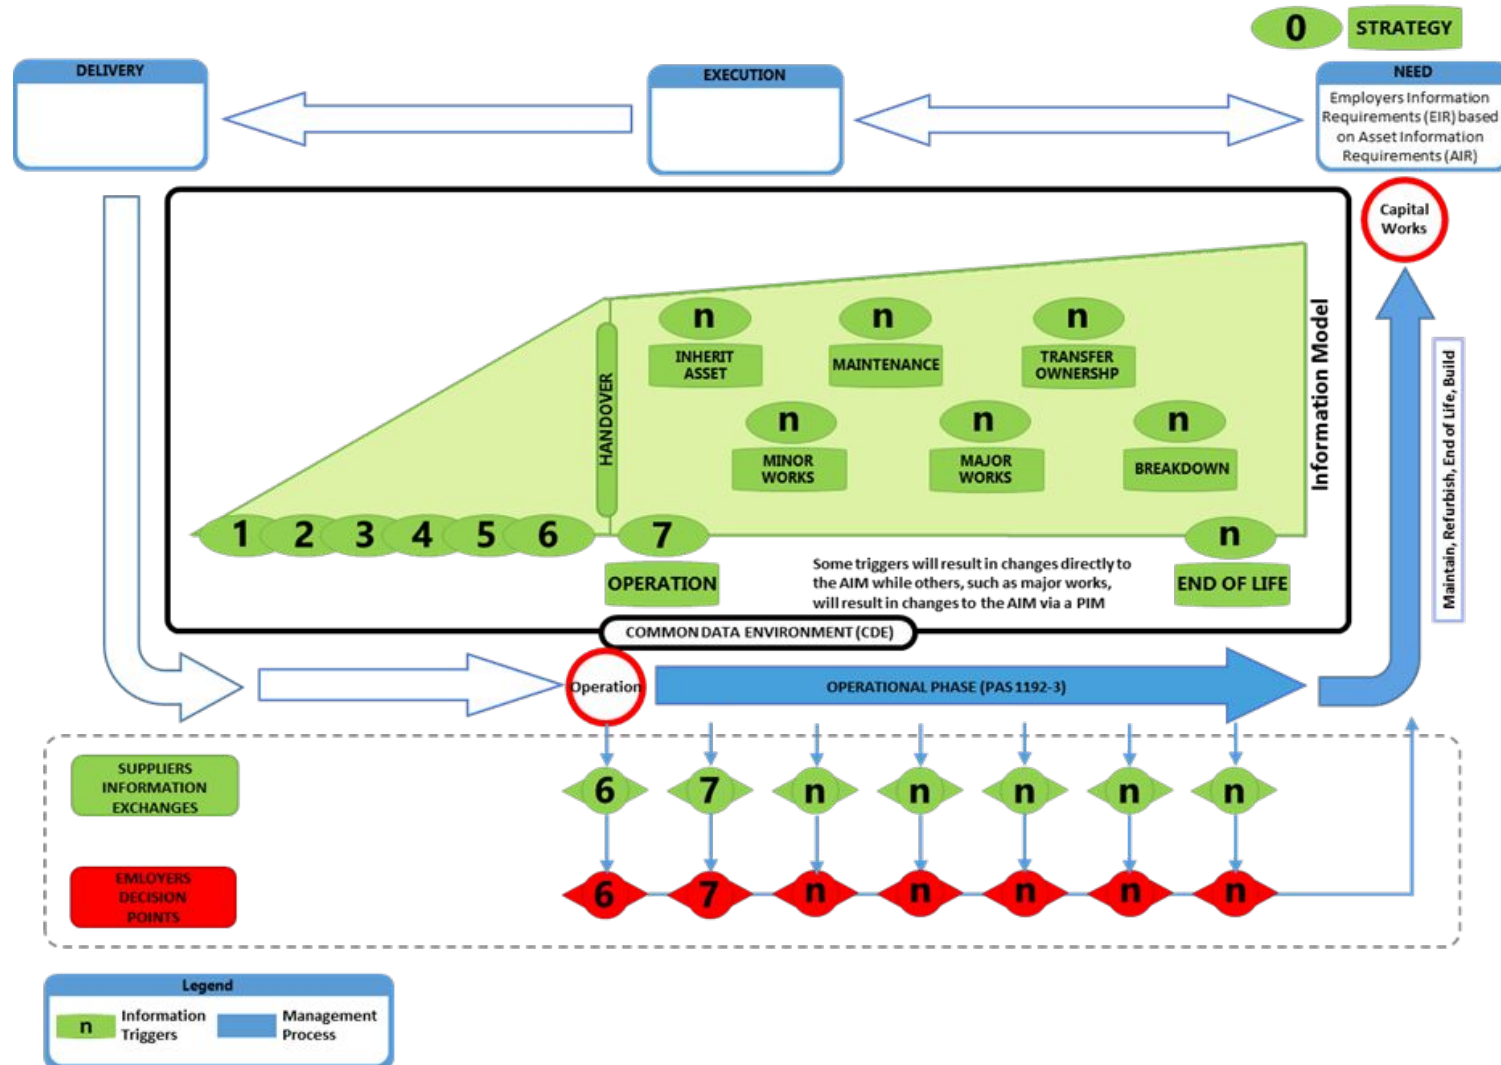 0 STRATEGY
DELIVERY
EXECUTION
NEED
Employers Information
Requirements (EIR) based
on Asset Information
Requirements (AIR)
Capital
Works
n
n
n
INHERIT
ASSET
MAINTENANCE
TRANSFER
OWNERSHP
HANDOVER
n
n
n
MINOR
WORKS
MAJOR
WORKS
BREAKDOWN
Information Model
Maintain, Refurbish, End of Life, Build
1 2 3 4 5 6 7
n
OPERATION
END OF LIFE
Some triggers will result in changes directly to
the AIM while others, such as major works,
will result in changes to the AIM via a PIM
COMMON DATA ENVIRONMENT (CDE)
Operation
OPERATIONAL PHASE (PAS 1192-3)
SUPPLIERS
INFORMATION
EXCHANGES
6 7 n n n n n
EMLOYERS
DECISION
POINTS
6 7 n n n n n
Legend
n
Information
Triggers
Management
Process